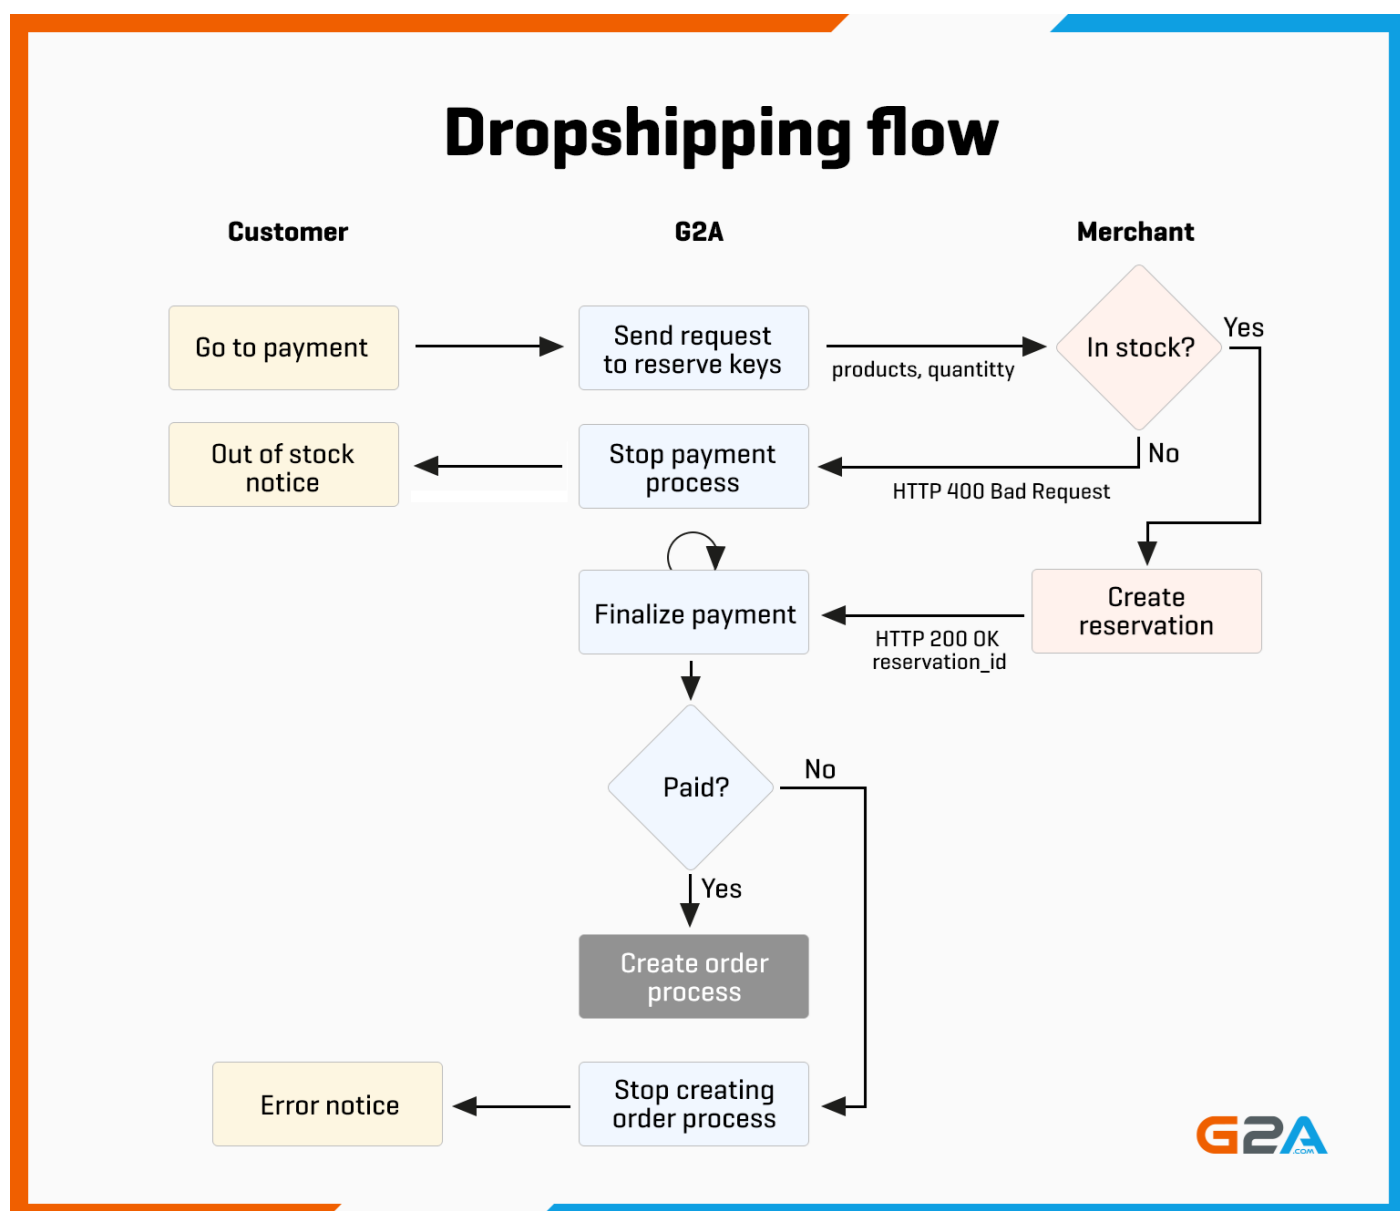 Dropshipping flow
Customer
G2A
Merchant
Go to payment
Send request
to reserve keys
products, quantitty
In stock?
Yes
Out of stock
notice
Stop payment
process
No
HTTP 400 Bad Request
Finalize payment
HTTP 200 OK
reservation_id
Create
reservation
Paid?
No
Yes
Create order
process
Error notice
Stop creating
order process
G2A
.COM